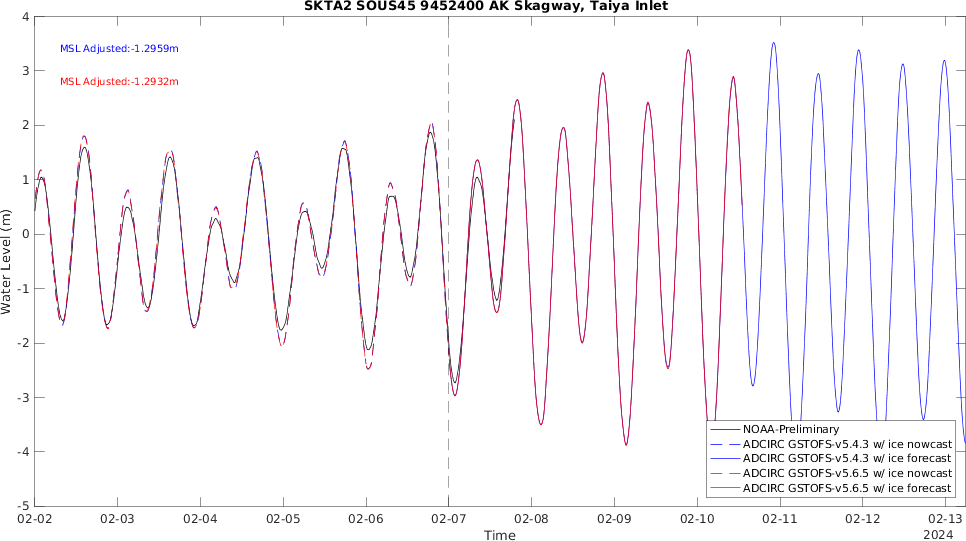 SKTA2 SOUS45 9452400 AK Skagway, Taiya Inlet
MSL Adjusted:-1.2959m
MSL Adjusted:-1.2932m
4
3
2
1
0
-1
-2
-3
-4
-5
Water Level (m)
NOAA-Preliminary
ADCIRC GSTOFS-v5.4.3 w/ ice nowcast
ADCIRC GSTOFS-v5.4.3 w/ ice forecast
ADCIRC GSTOFS-v5.6.5 w/ ice nowcast
ADCIRC GSTOFS-v5.6.5 w/ ice forecast
02-02 02-03 02-04 02-05 02-06 02-07 02-08 02-09 02-10 02-11 02-12 02-13
Time
2024